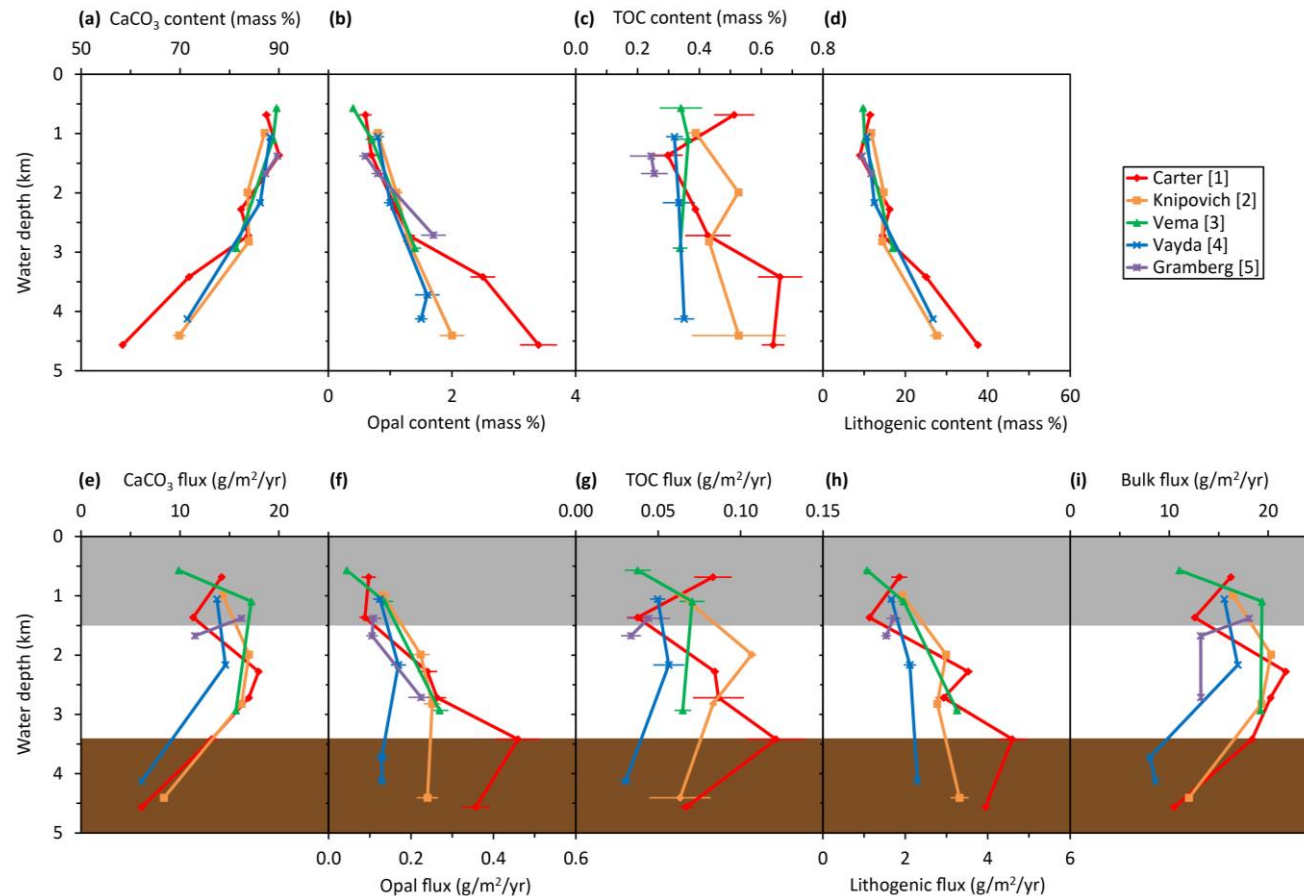 (a) CaCO₃ content (mass %) (b) (c) TOC content (mass %) (d)
50 70 90 0.0 0.2 0.4 0.6 0.8
Water depth (km)
0
1
2
3
4
5
0 2 4 0 20 40 60
Opal content (mass %) Lithogenic content (mass %)
Carter [1]
Knipovich [2]
Vema [3]
Vayda [4]
Gramberg [5]
(e) CaCO₃ flux (g/m²/yr) (f) (g) TOC flux (g/m²/yr) (h) (i) Bulk flux (g/m²/yr)
0 10 20 0.00 0.05 0.10 0.15 0 10 20
Water depth (km)
0
1
2
3
4
5
0.0 0.2 0.4 0.6 0 2 4 6
Opal flux (g/m²/yr) Lithogenic flux (g/m²/yr)